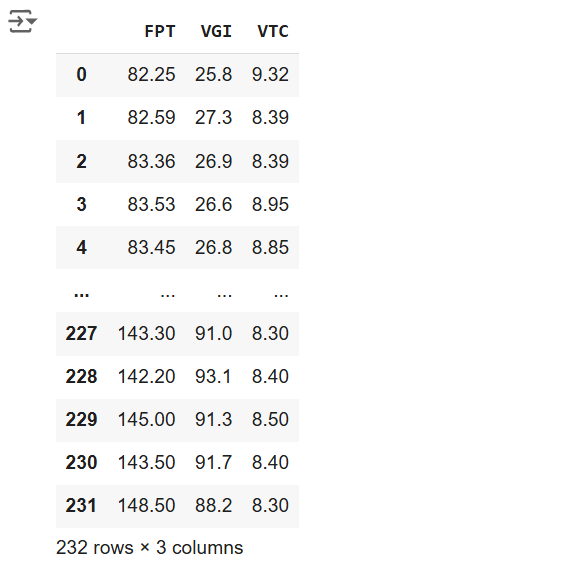 FPT VGI VTC
0 82.25 25.8 9.32
1 82.59 27.3 8.39
2 83.36 26.9 8.39
3 83.53 26.6 8.95
4 83.45 26.8 8.85
... ... ... ...
227 143.30 91.0 8.30
228 142.20 93.1 8.40
229 145.00 91.3 8.50
230 143.50 91.7 8.40
231 148.50 88.2 8.30
232 rows × 3 columns